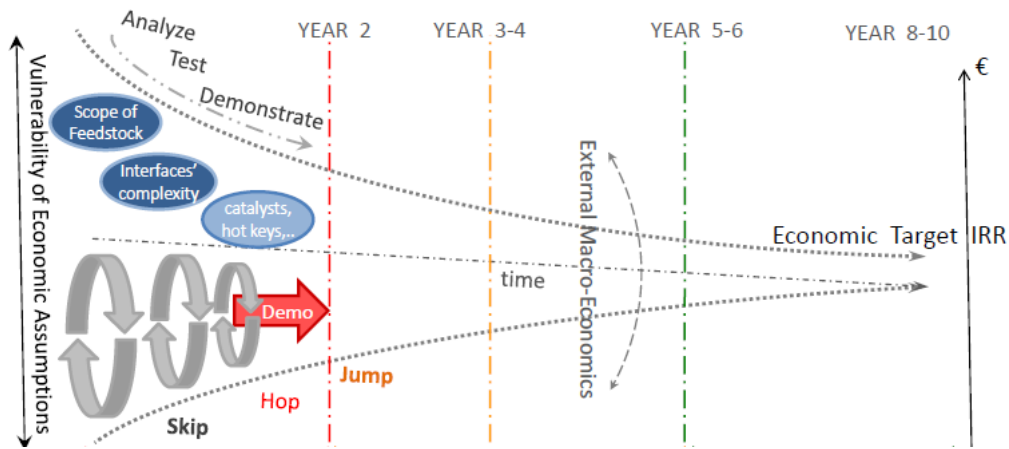 YEAR 2
YEAR 3-4
YEAR 5-6
YEAR 8-10
Analyze
Test
Demonstrate
€
Vulnerability of Economic Assumptions
Scope of
Feedstock
Interfaces'
complexity
catalysts,
hot keys,..
External Macro-Economics
Economic Target IRR
time
Demo
Jump
Hop
Skip